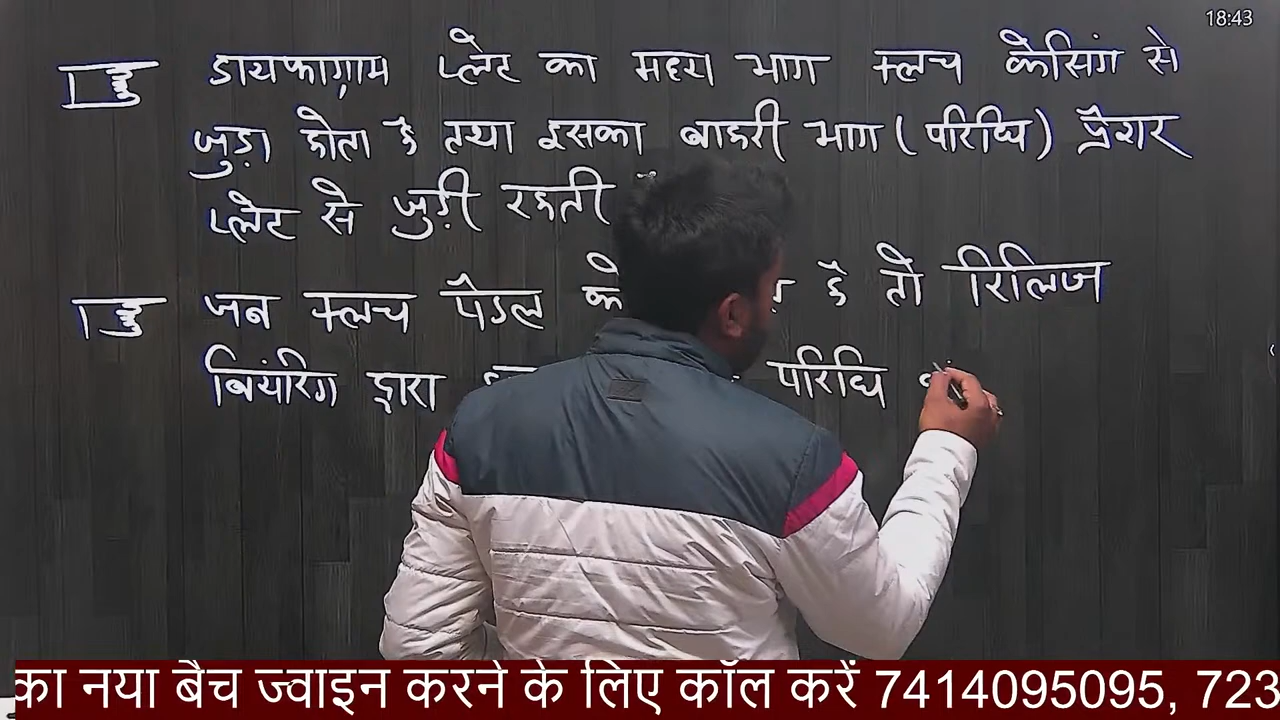 18:43
डायफाग्राम प्लेट का मध्य भाग क्लच केसिंग से
जुड़ा होता है तथा इसका बाहरी भाग (परिधि) प्रैशर
प्लेट से जुड़ी रहती
जब क्लच पैडल को है तो रिलिज
बियंरिग द्वारा परिधि
का नया बैच ज्वाइन करने के लिए कॉल करें 7414095095, 723